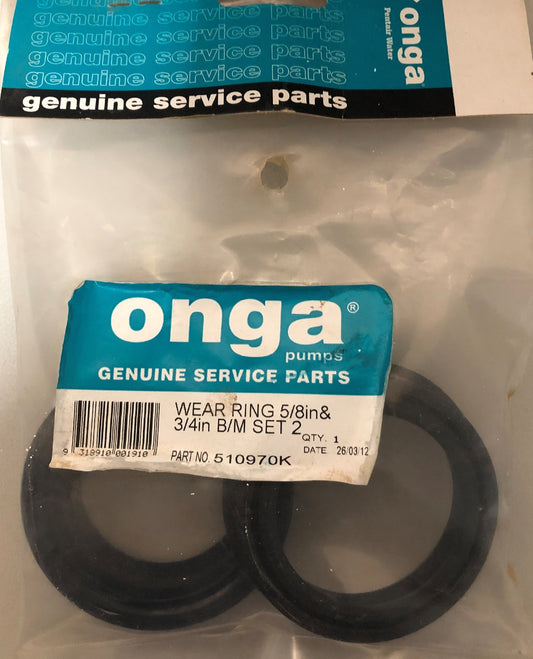 genuine service parts
genuine service parts
genuine service parts
genuine service parts
genuine service parts
onga
Pentair Water
onga®
pumps
GENUINE SERVICE PARTS
WEAR RING 5/8in&
3/4in B/M SET 2
QTY. 1
DATE 26/03/12
9 318910 001910
PART NO. 510970K